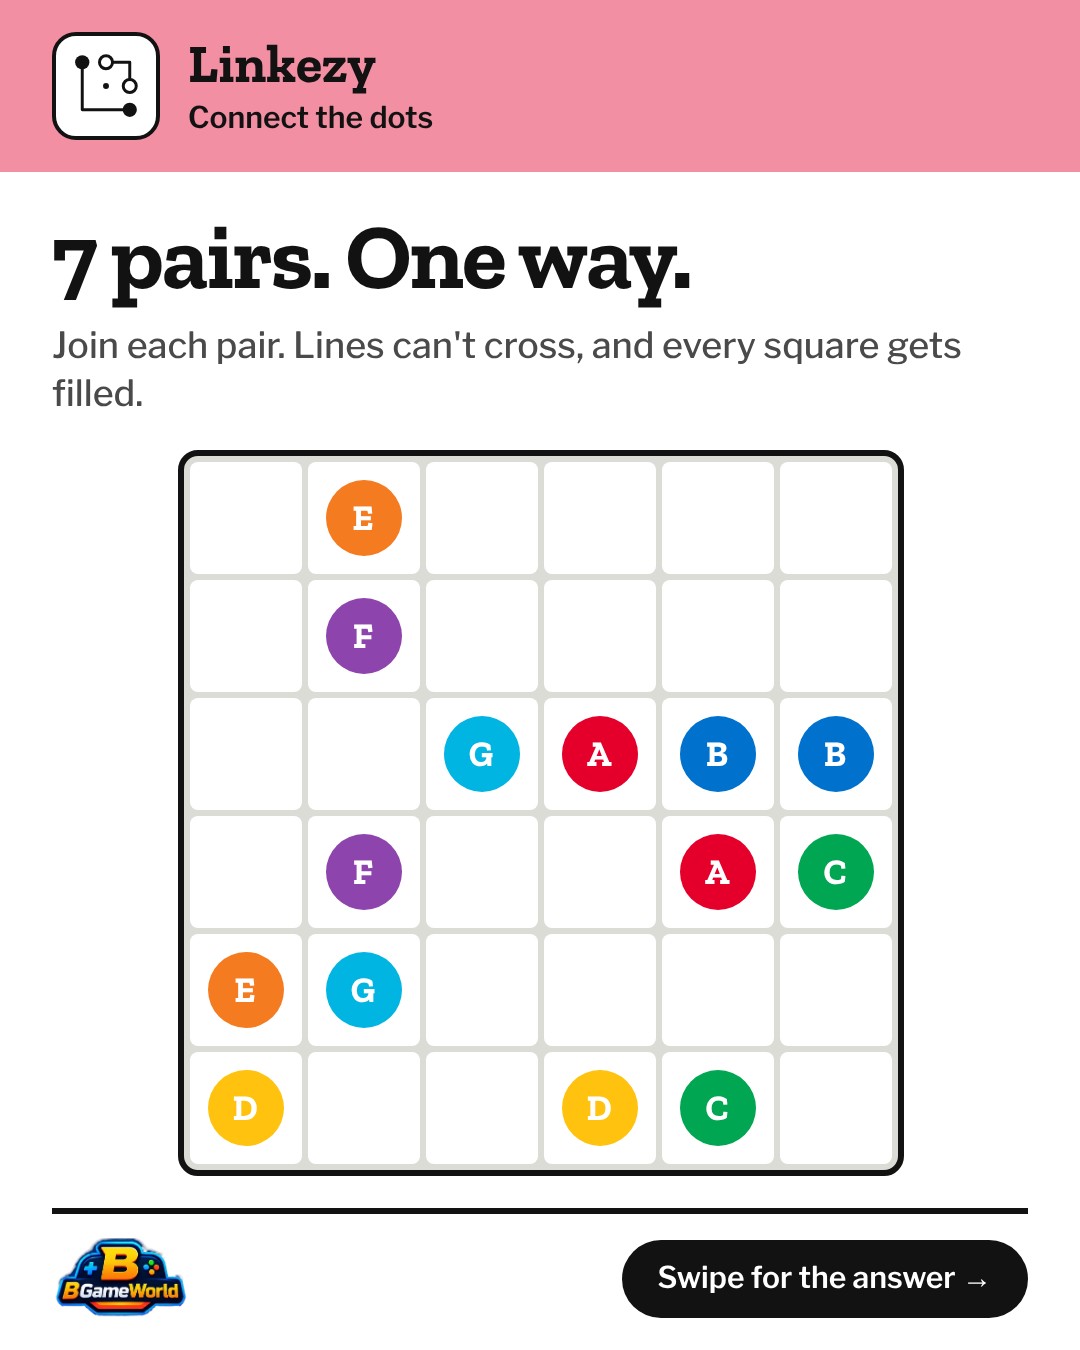 Linkezy
Connect the dots
7 pairs. One way.
Join each pair. Lines can't cross, and every square gets
filled.
E
F
G A B B
F A C
E G
D D C
B
BGameWorld
Swipe for the answer →